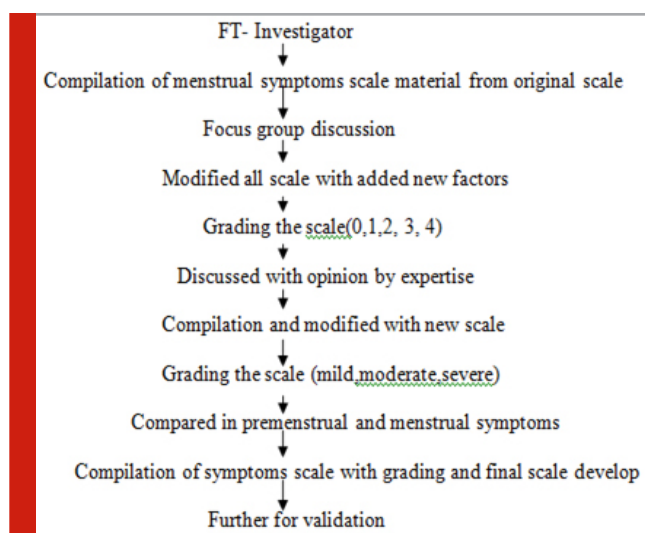 FT- Investigator
Compilation of menstrual symptoms scale material from original scale
Focus group discussion
Modified all scale with added new factors
Grading the scale(0,1,2, 3, 4)
Discussed with opinion by expertise
Compilation and modified with new scale
Grading the scale (mild,moderate,severe)
Compared in premenstrual and menstrual symptoms
Compilation of symptoms scale with grading and final scale develop
Further for validation